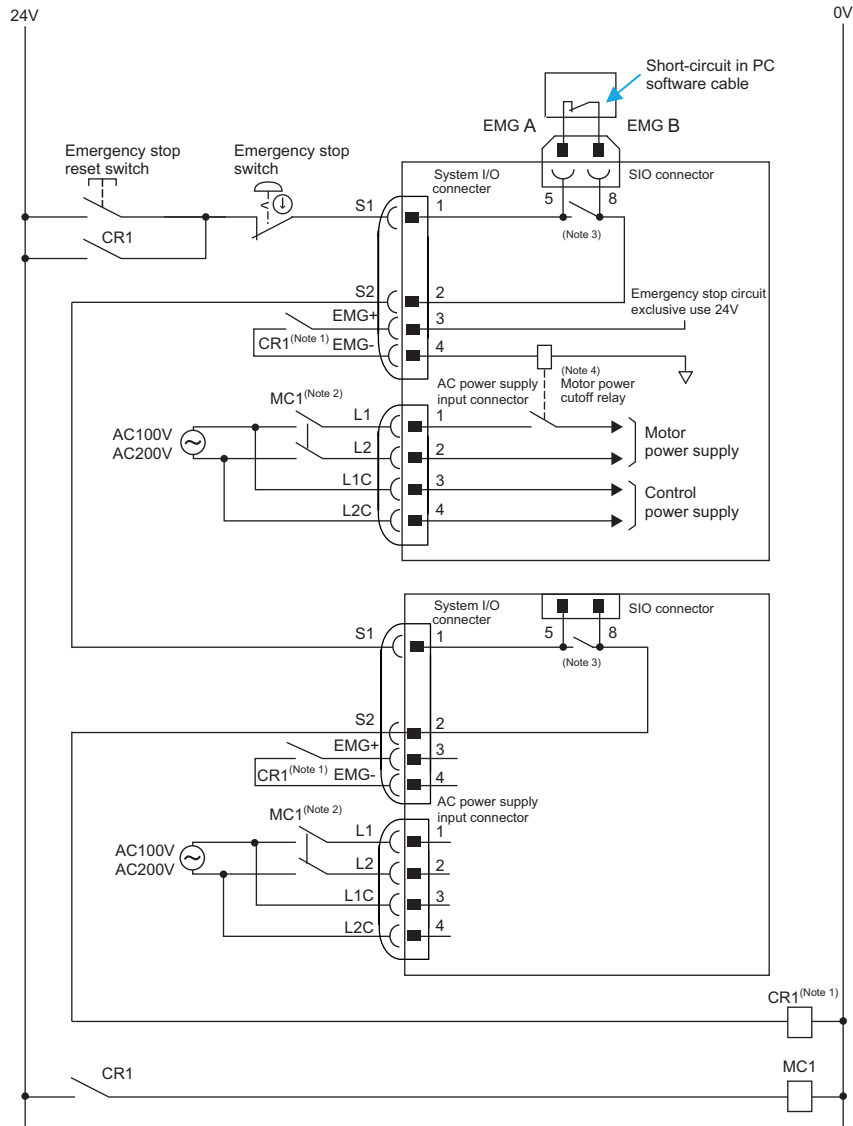 24V
0V
Short-circuit in PC
software cable
EMG A
EMG B
Emergency stop
reset switch
Emergency stop
switch
System I/O
connecter
SIO connector
S1
1
5
8
(Note 3)
CR1
S2
2
Emergency stop circuit
exclusive use 24V
EMG+
3
CR1(Note 1)
EMG-
4
(Note 4)
Motor power
cutoff relay
AC power supply
input connector
MC1(Note 2)
L1
1
AC100V
AC200V
L2
2
Motor
power supply
L1C
3
Control
power supply
L2C
4
System I/O
connecter
SIO connector
S1
1
5
8
(Note 3)
S2
2
EMG+
3
CR1(Note 1)
EMG-
4
AC power supply
input connector
MC1(Note 2)
L1
1
AC100V
AC200V
L2
2
L1C
3
L2C
4
CR1(Note 1)
MC1
CR1